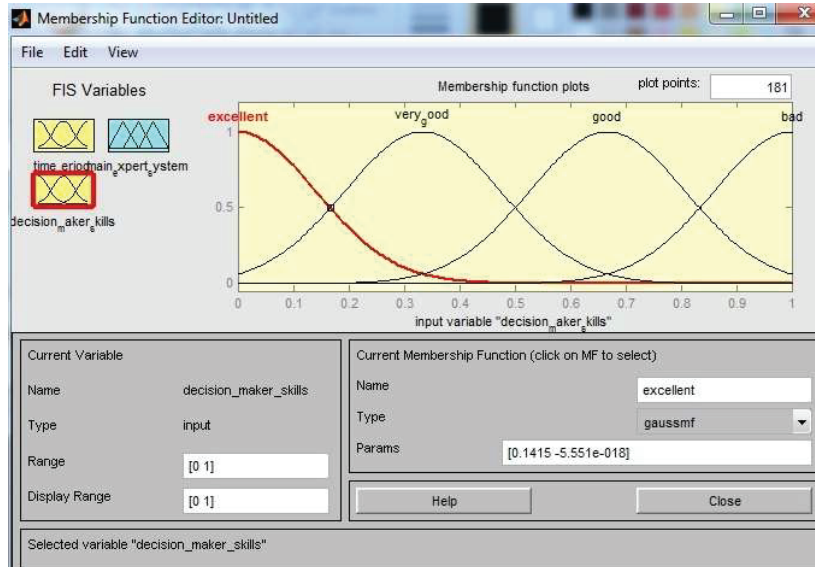 Membership Function Editor: Untitled
File Edit View
FIS Variables
Membership function plots
plot points: 181
excellent very_good good bad
1
0.5
0
0 0.1 0.2 0.3 0.4 0.5 0.6 0.7 0.8 0.9 1
input variable "decision_maker_skills"
decision_maker_skills
Current Variable
Name decision_maker_skills
Type input
Range [0 1]
Display Range [0 1]
Current Membership Function (click on MF to select)
Name excellent
Type gaussmf
Params [0.1415 -5.551e-018]
Help Close
Selected variable "decision_maker_skills"